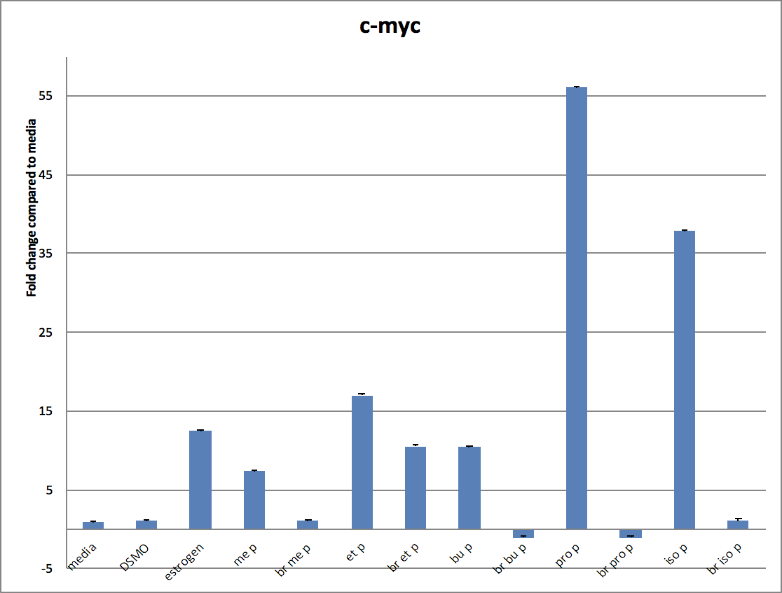 c-myc
Fold change compared to media
55
45
35
25
15
5
-5
media
DSMO
estrogen
me p
br me p
et p
br et p
bu p
br bu p
pro p
br pro p
iso p
br iso p